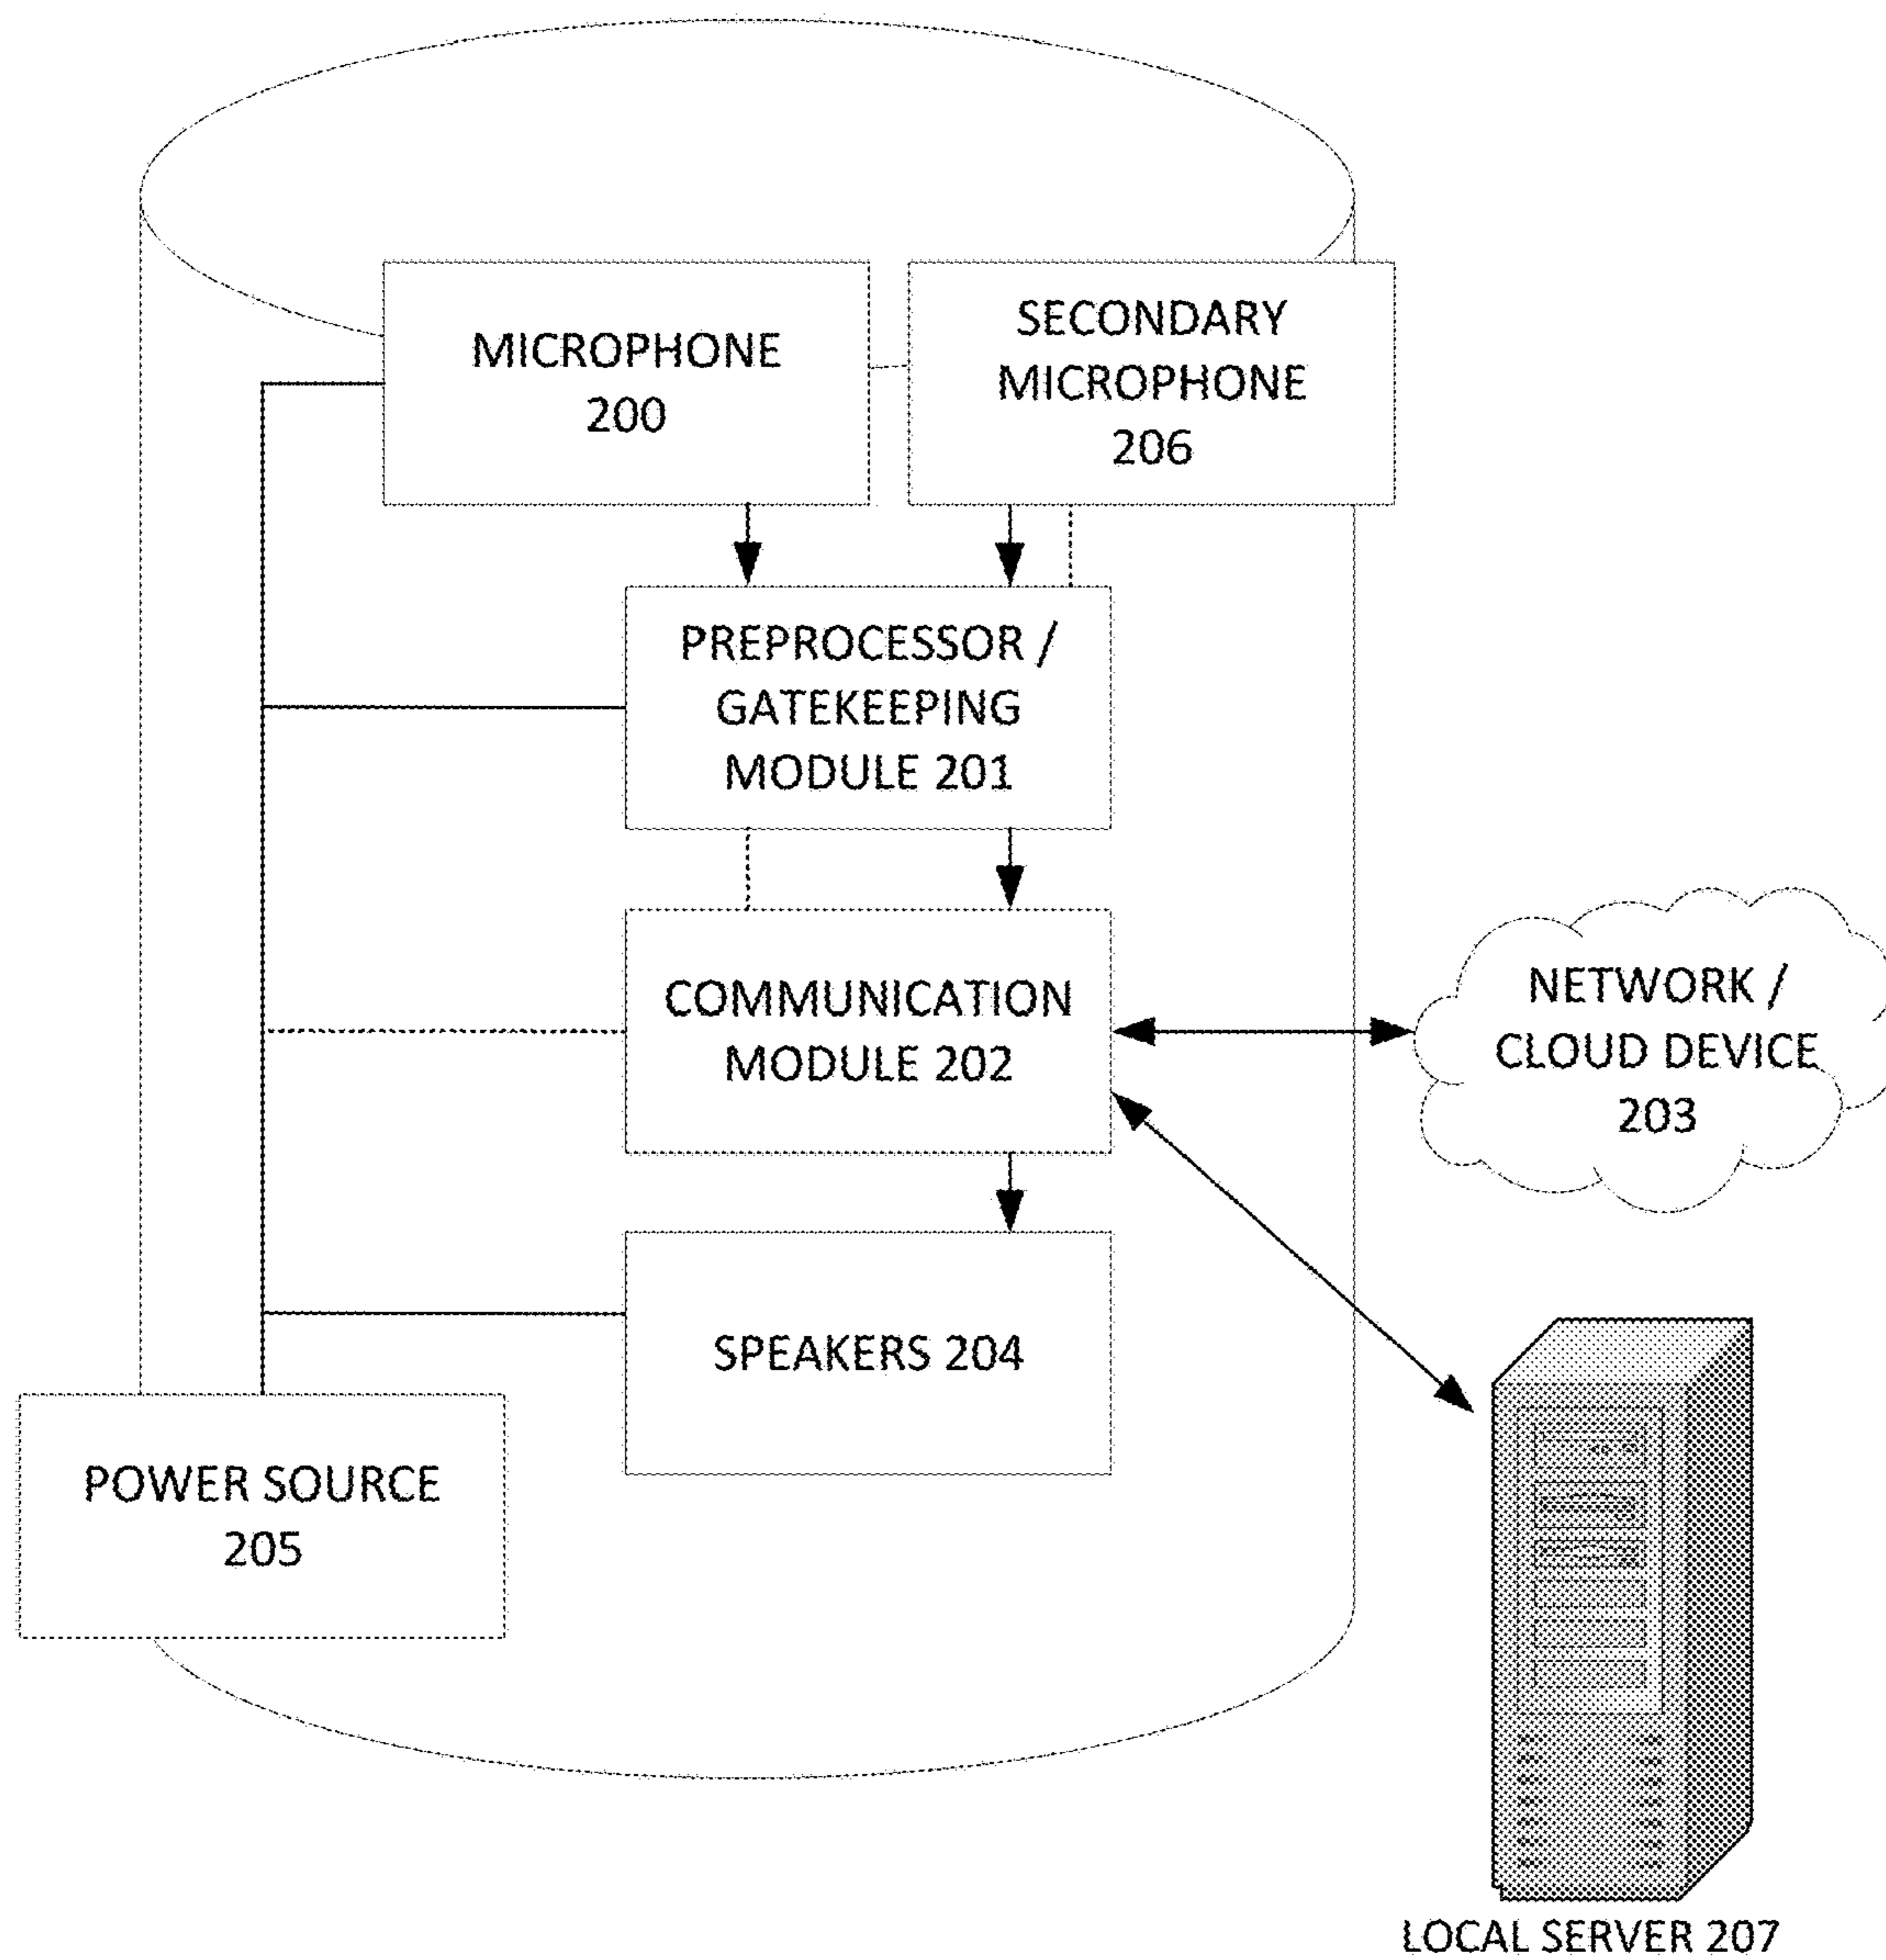 MICROPHONE
200
SECONDARY
MICROPHONE
206
PREPROCESSOR /
GATEKEEPING
MODULE 201
COMMUNICATION
MODULE 202
NETWORK /
CLOUD DEVICE
203
SPEAKERS 204
POWER SOURCE
205
LOCAL SERVER 207